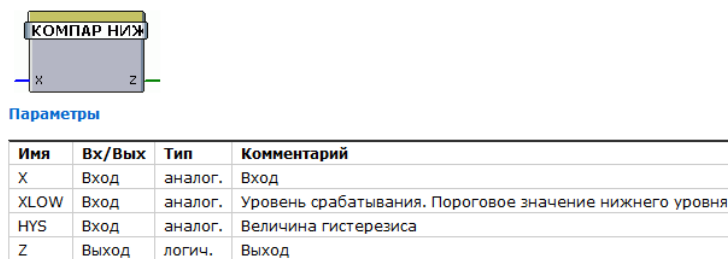 КОМПАР НИЖ
X Z
Параметры
Имя Вх/Вых Тип Комментарий
X Вход аналог. Вход
XLOW Вход аналог. Уровень срабатывания. Пороговое значение нижнего уровня
HYS Вход аналог. Величина гистерезиса
Z Выход логич. Выход